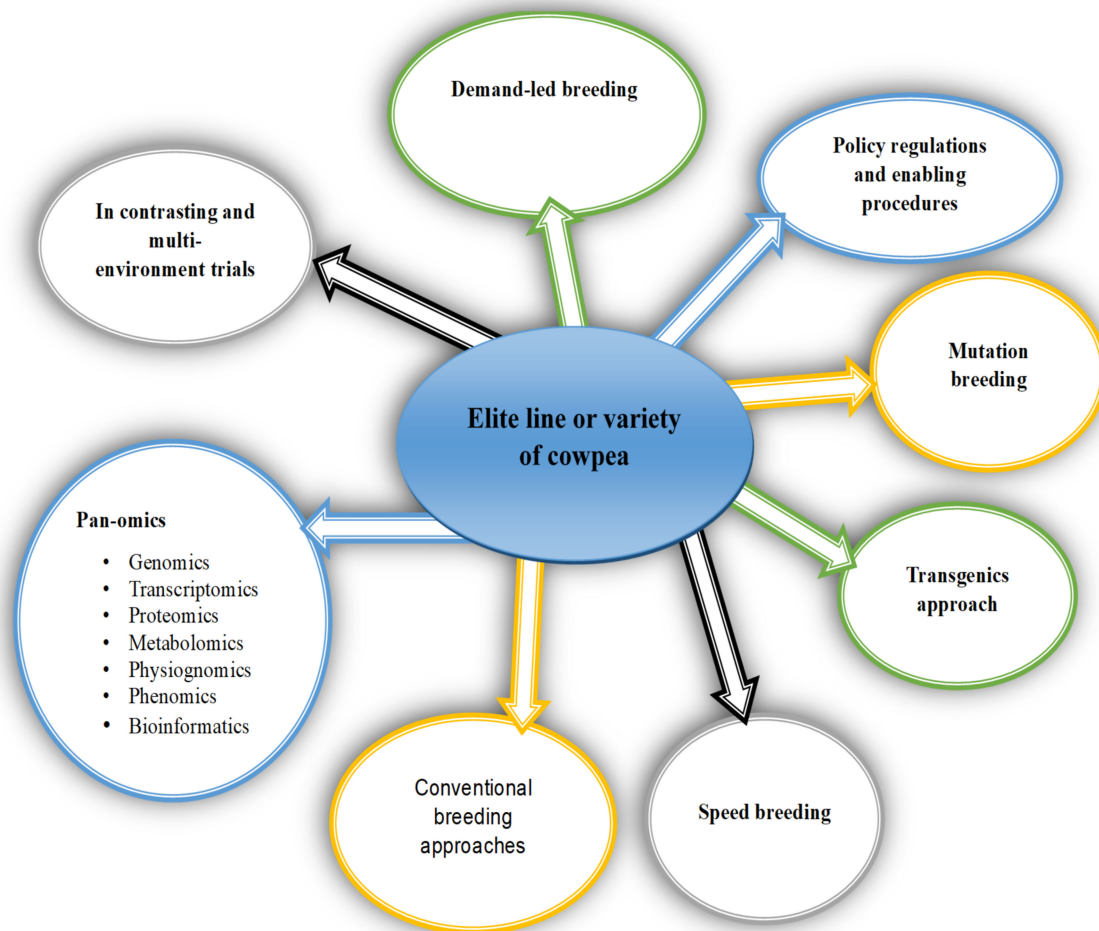 Demand-led breeding
Policy regulations
and enabling
procedures
In contrasting and
multi-
environment trials
Mutation
breeding
Elite line or variety
of cowpea
Pan-omics
• Genomics
• Transcriptomics
• Proteomics
• Metabolomics
• Physiognomics
• Phenomics
• Bioinformatics
Transgenics
approach
Conventional
breeding
approaches
Speed breeding